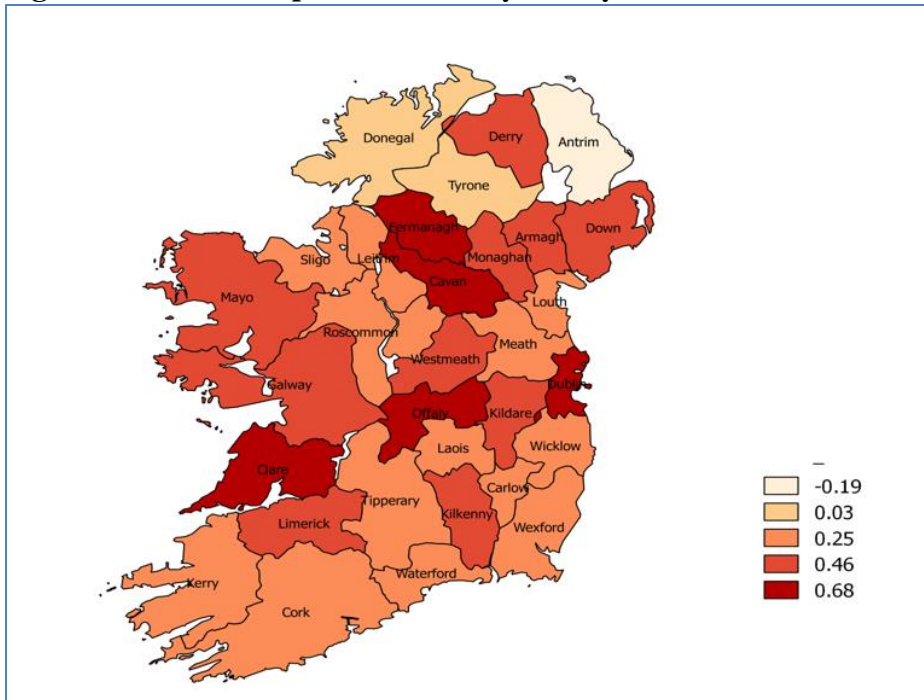 Donegal
Derry
Antrim
Tyrone
Fermanagh
Armagh
Down
Monaghan
Sligo
Leitrim
Cavan
Mayo
Louth
Roscommon
Meath
Westmeath
Galway
Dublin
Offaly
Kildare
Laois
Wicklow
Clare
Carlow
Tipperary
Kilkenny
Limerick
Wexford
Waterford
Kerry
Cork
-0.19
0.03
0.25
0.46
0.68